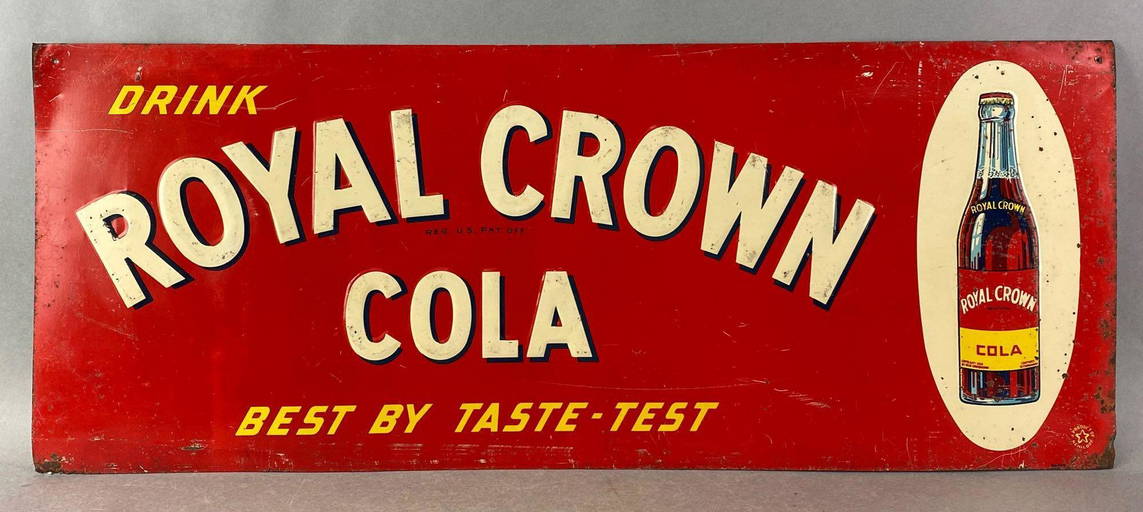 DRINK
ROYAL CROWN
REG. U.S. PAT. OFF.
COLA
BEST BY TASTE-TEST
ROYAL CROWN
ROYAL CROWN
COLA